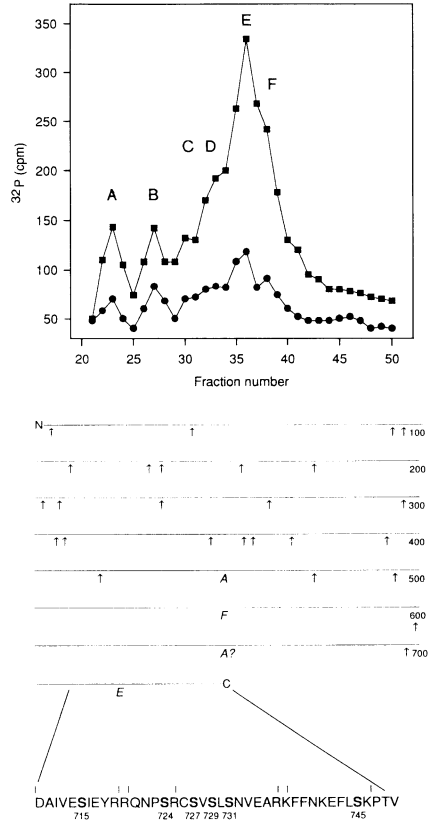 350
300
250
200
150
100
50
³²P (cpm)
A
B
C
D
E
F
15 20 25 30 35 40 45 50
Fraction number
N
↑ ↑ ↑ ↑ 100
↑ ↑ ↑ ↑ ↑ 200
↑ ↑ ↑ ↑ ↑ 300
↑ ↑ ↑ ↑ ↑ ↑ ↑ 400
↑ A ↑ ↑ 500
F 600
↑
A? ↑ 700
E C
DAIVESIEYRRQNPSRCSVSLSNVEARKFFNKEFLSKPTV
715 724 727 729 731 745